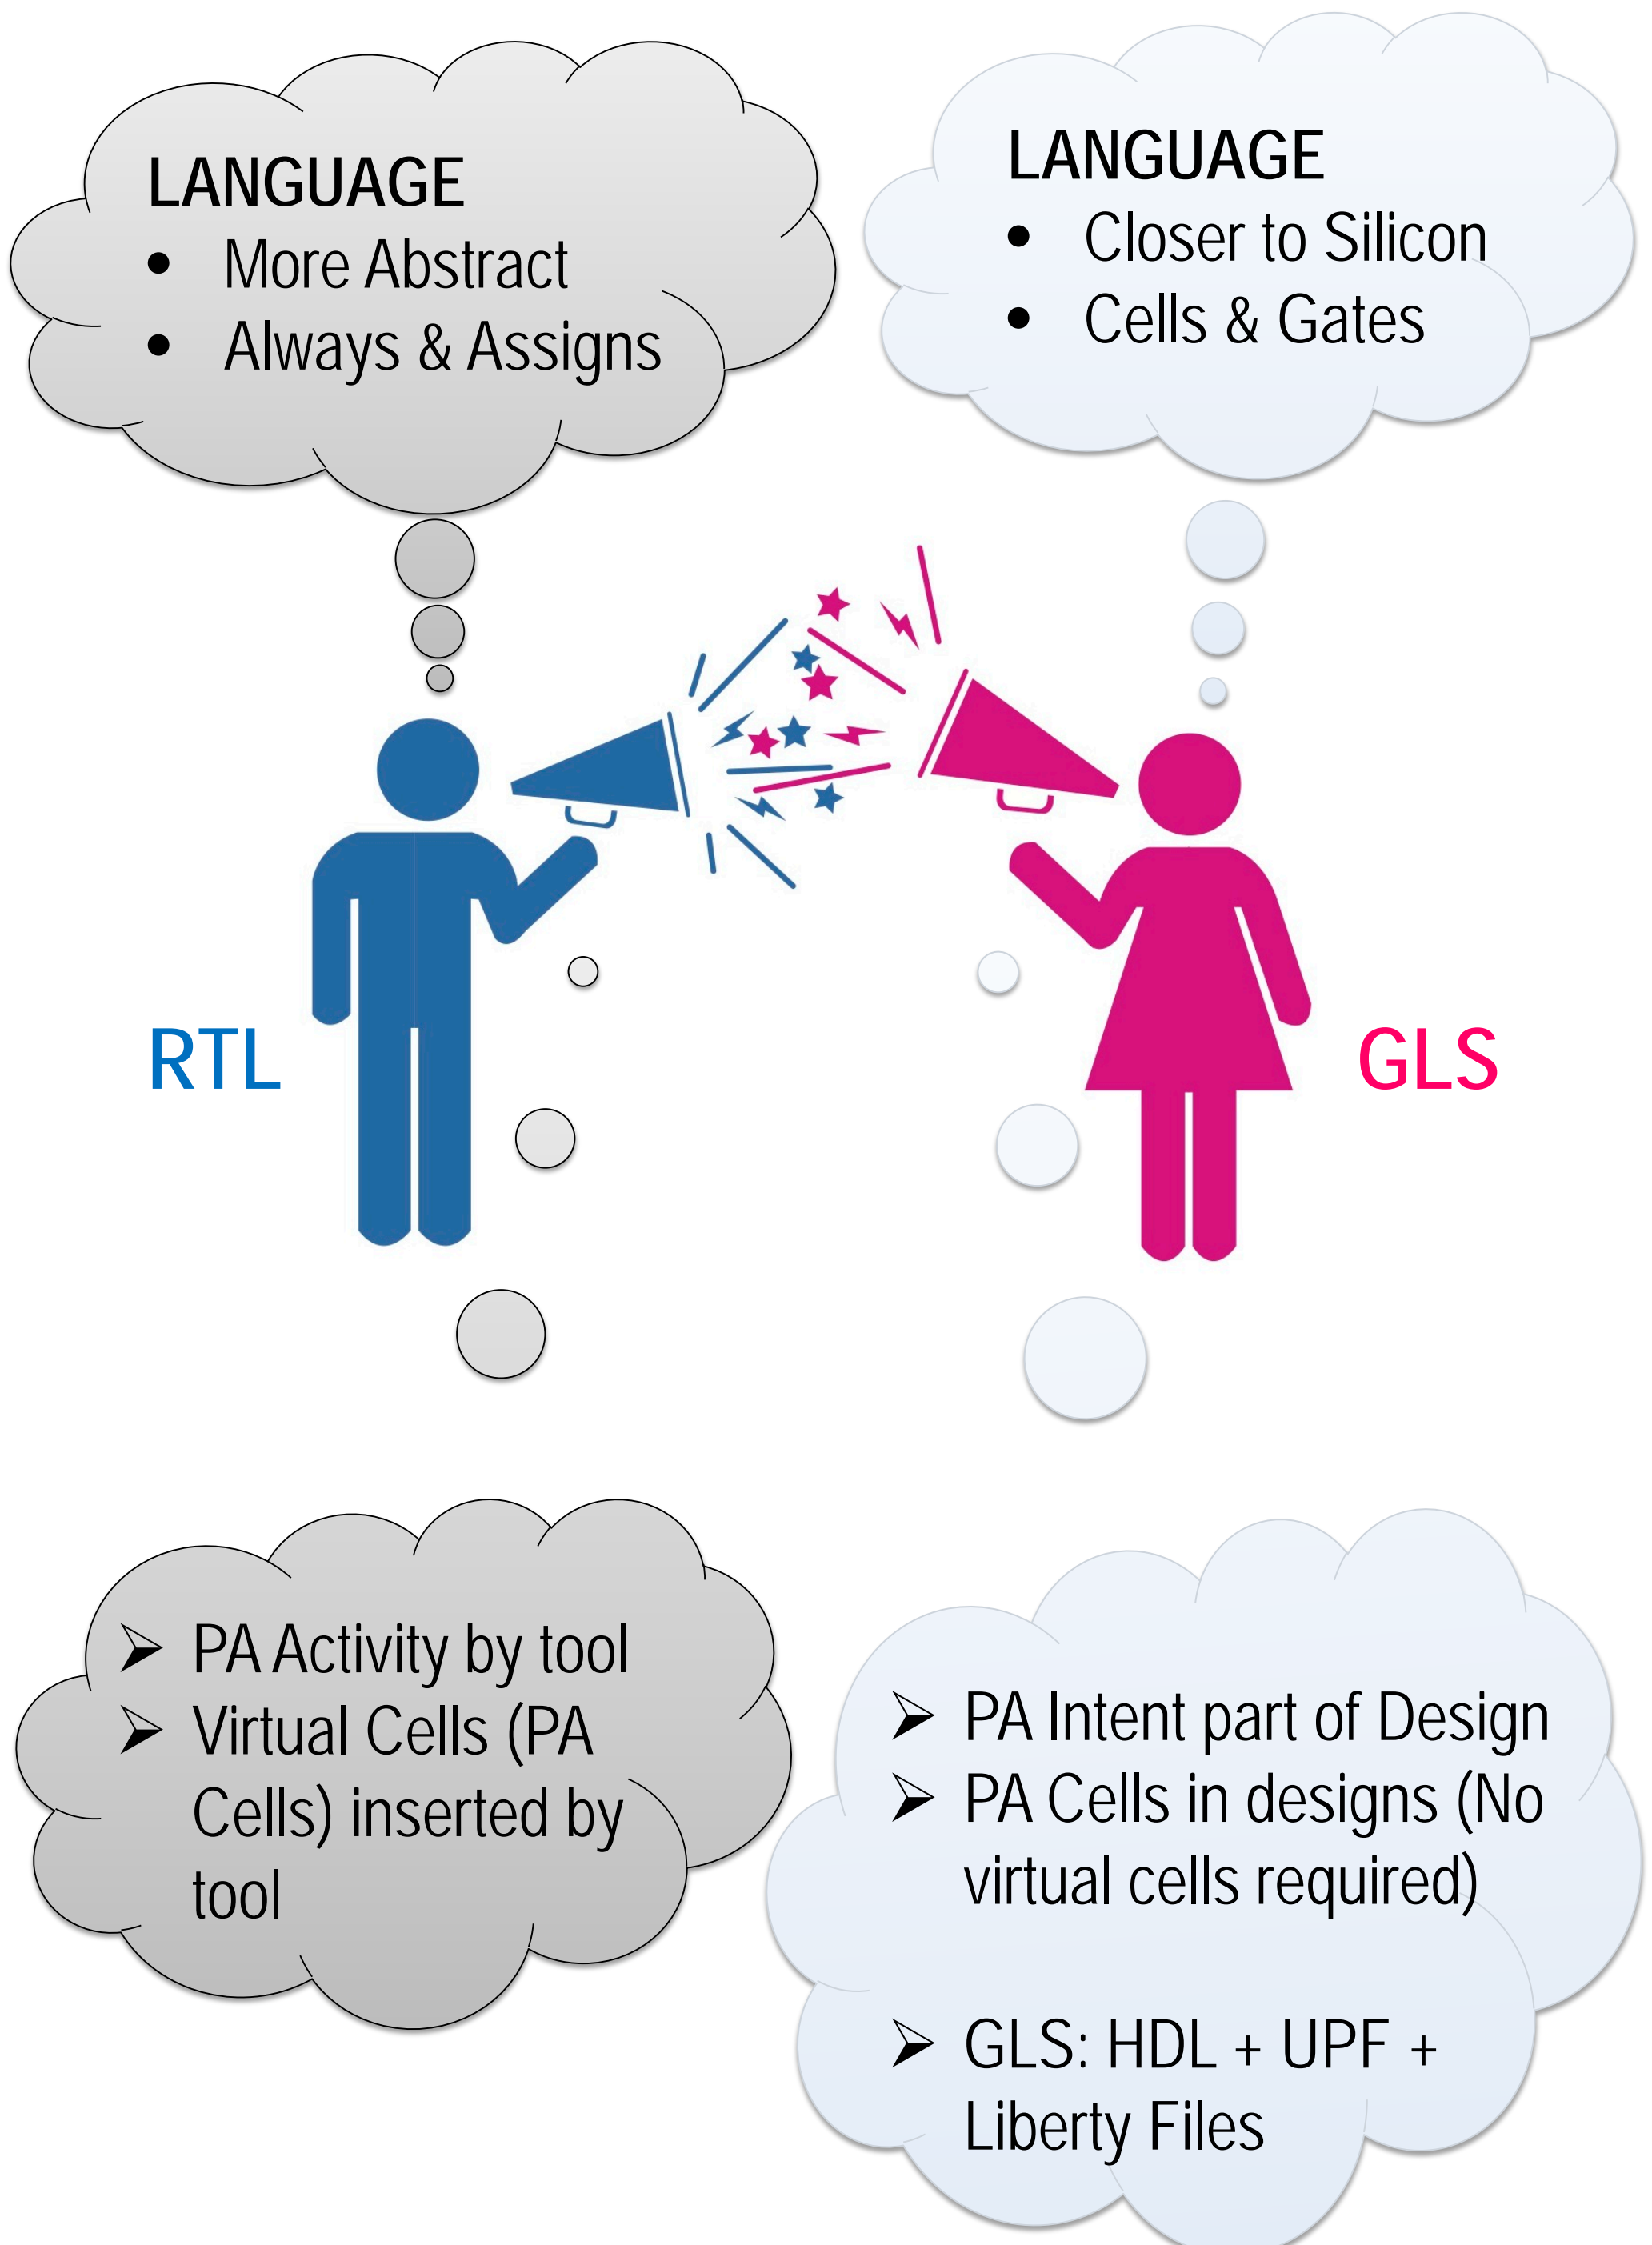 LANGUAGE
• More Abstract
• Always & Assigns
LANGUAGE
• Closer to Silicon
• Cells & Gates
RTL
GLS
➢ PA Activity by tool
➢ Virtual Cells (PA
Cells) inserted by
tool
➢ PA Intent part of Design
➢ PA Cells in designs (No
virtual cells required)
➢ GLS: HDL + UPF +
Liberty Files